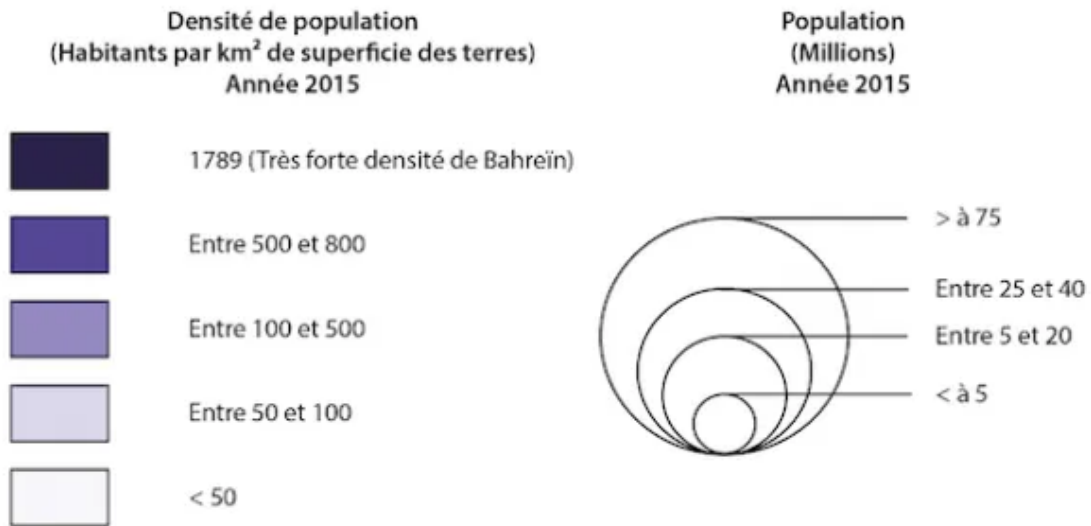 Densité de population
(Habitants par km² de superficie des terres)
Année 2015
1789 (Très forte densité de Bahreïn)
Entre 500 et 800
Entre 100 et 500
Entre 50 et 100
< 50
Population
(Millions)
Année 2015
> à 75
Entre 25 et 40
Entre 5 et 20
< à 5